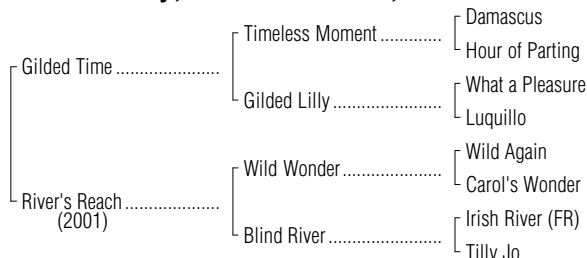 Damascus
Timeless Moment .............
Hour of Parting
Gilded Time ......................
What a Pleasure
Gilded Lilly .......................
Luquillo
Wild Again
Wild Wonder.......................
Carol's Wonder
River's Reach .................
(2001)
Irish River (FR)
Blind River ........................
Tilly Jo